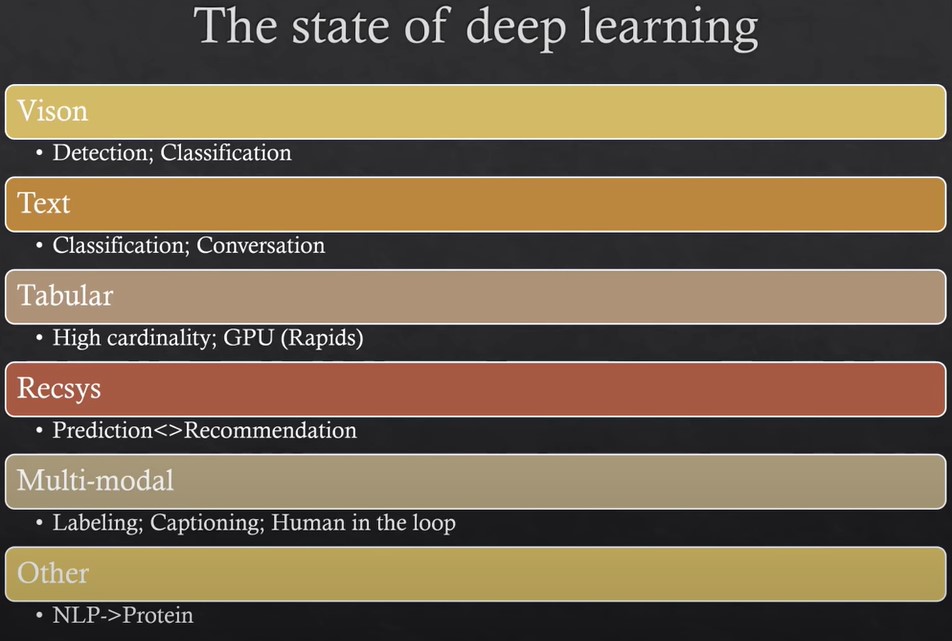 The state of deep learning
Vison
• Detection; Classification
Text
• Classification; Conversation
Tabular
• High cardinality; GPU (Rapids)
Recsys
• Prediction<>Recommendation
Multi-modal
• Labeling; Captioning; Human in the loop
Other
• NLP->Protein